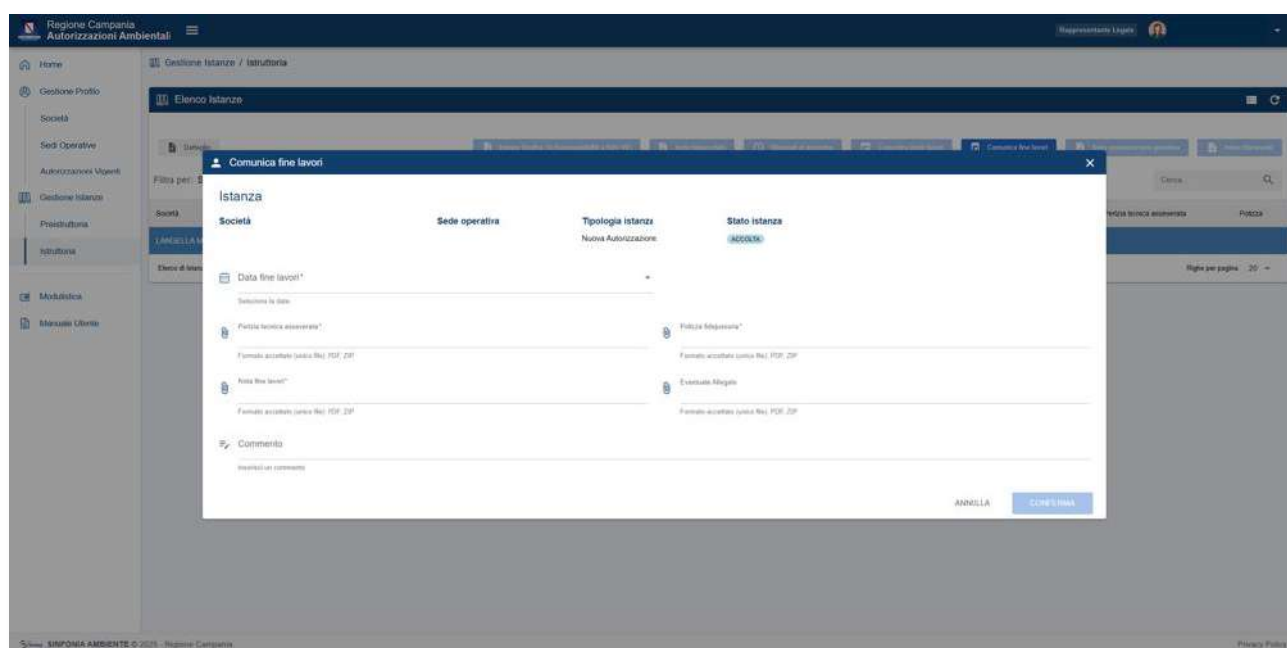 Regione Campania
Autorizzazioni Ambientali
Rappresentante Legale
Home
Gestione Istanze / Istruttoria
Gestione Profilo
Elenco Istanze
Società
Sedi Operative
Dettaglio
Comunica fine lavori
Autorizzazioni Vigenti
Comunica fine lavori
Filtra per:
Cerca
Gestione Istanze
Istanza
Preistruttoria
Società
Società
Sede operativa
Tipologia istanza
Stato istanza
Perizia tecnica asseverata
Polizza
Nuova Autorizzazione
ACCOLTA
Istruttoria
LANGELLA M
Elenco di Istanz
Righe per pagina 20
Data fine lavori*
Modulistica
Seleziona la data
Manuale Utente
Perizia tecnica asseverata*
Polizza fideiussoria*
Formato accettato (unico file): PDF, ZIP
Formato accettato (unico file): PDF, ZIP
Nota fine lavori*
Eventuale Allegato
Formato accettato (unico file): PDF, ZIP
Formato accettato (unico file): PDF, ZIP
Commento
Inserisci un commento
ANNULLA
CONFERMA
SINFONIA AMBIENTE © 2025 - Regione Campania
Privacy Policy